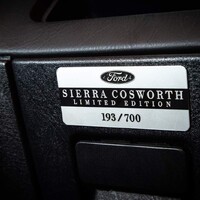 Ford
SIERRA COSWORTH
LIMITED EDITION
193/700